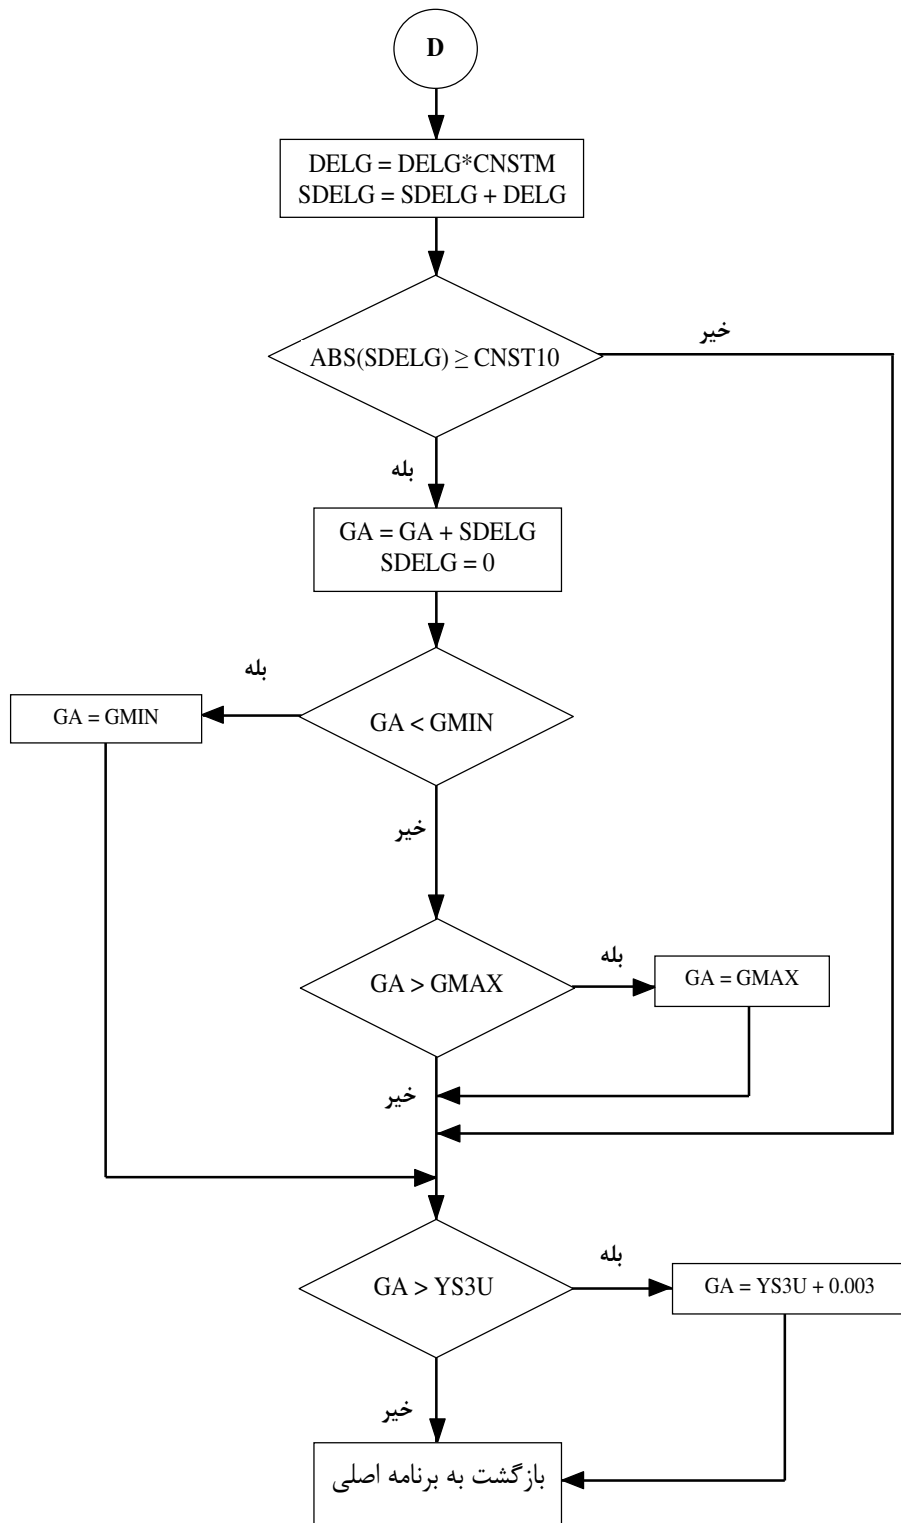 D
DELG = DELG*CNSTM
SDELG = SDELG + DELG
خیر
ABS(SDELG) ≥ CNST10
بله
GA = GA + SDELG
SDELG = 0
بله
GA = GMIN
GA < GMIN
خیر
بله
GA > GMAX
GA = GMAX
خیر
بله
GA > YS3U
GA = YS3U + 0.003
خیر
بازگشت به برنامه اصلی